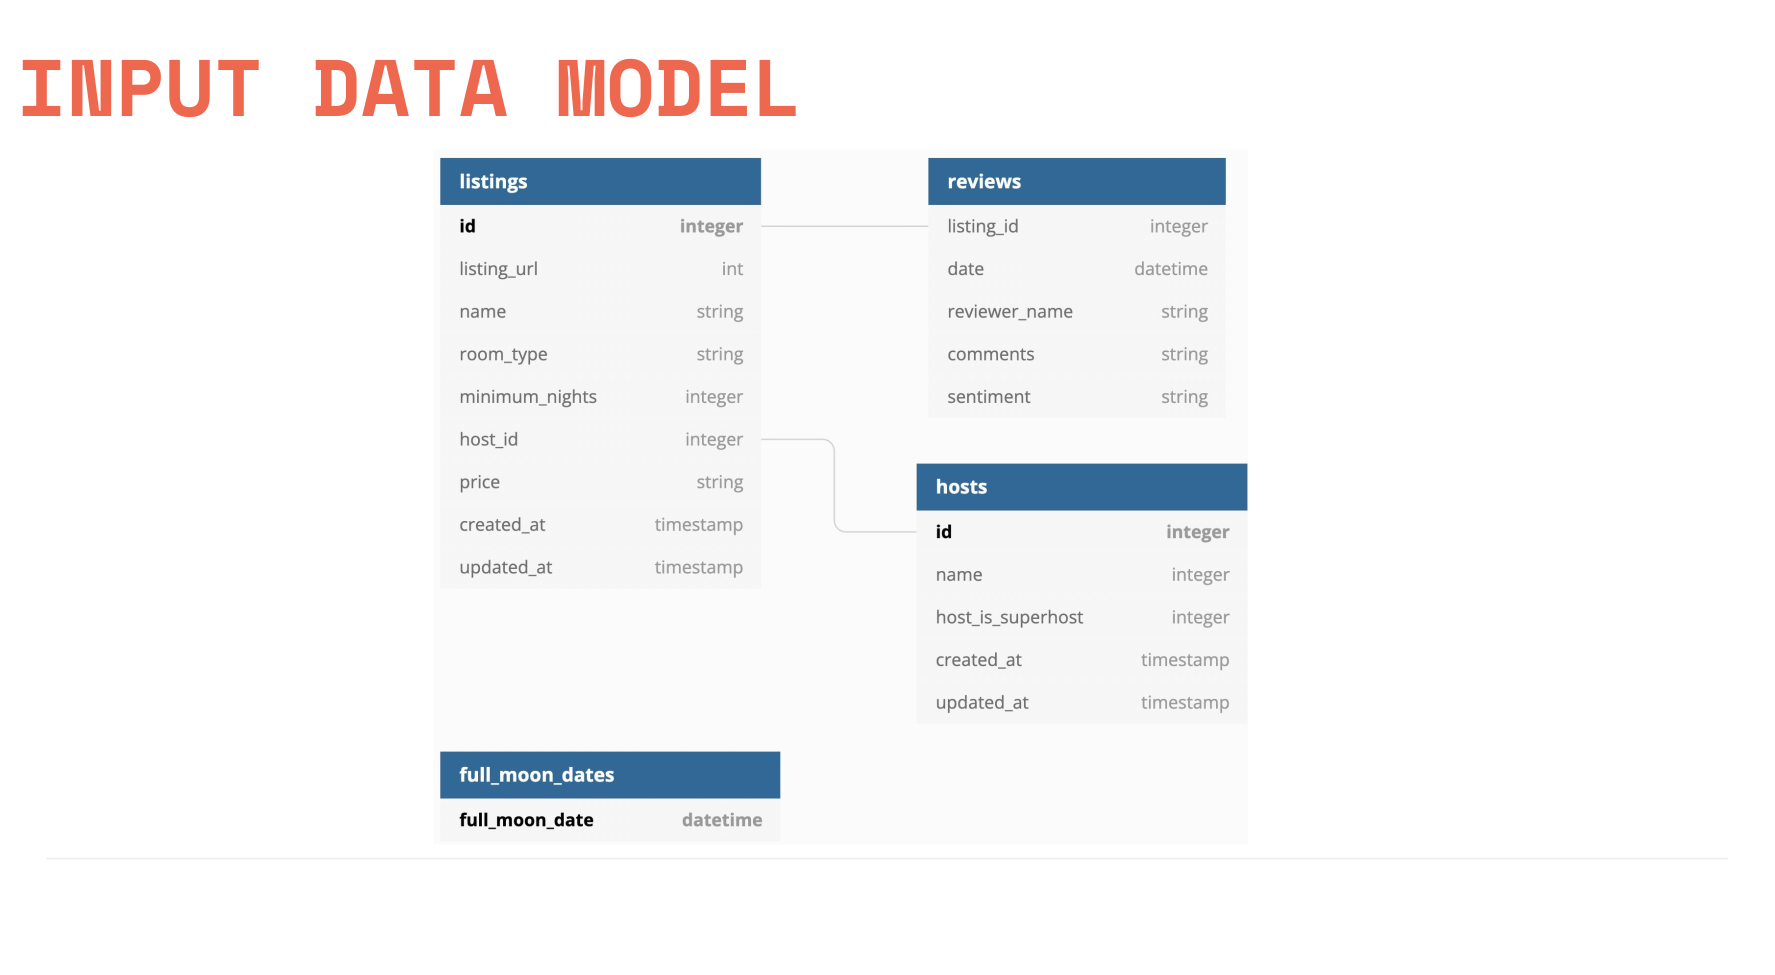 INPUT DATA MODEL
listings
id integer
listing_url int
name string
room_type string
minimum_nights integer
host_id integer
price string
created_at timestamp
updated_at timestamp
reviews
listing_id integer
date datetime
reviewer_name string
comments string
sentiment string
hosts
id integer
name integer
host_is_superhost integer
created_at timestamp
updated_at timestamp
full_moon_dates
full_moon_date datetime